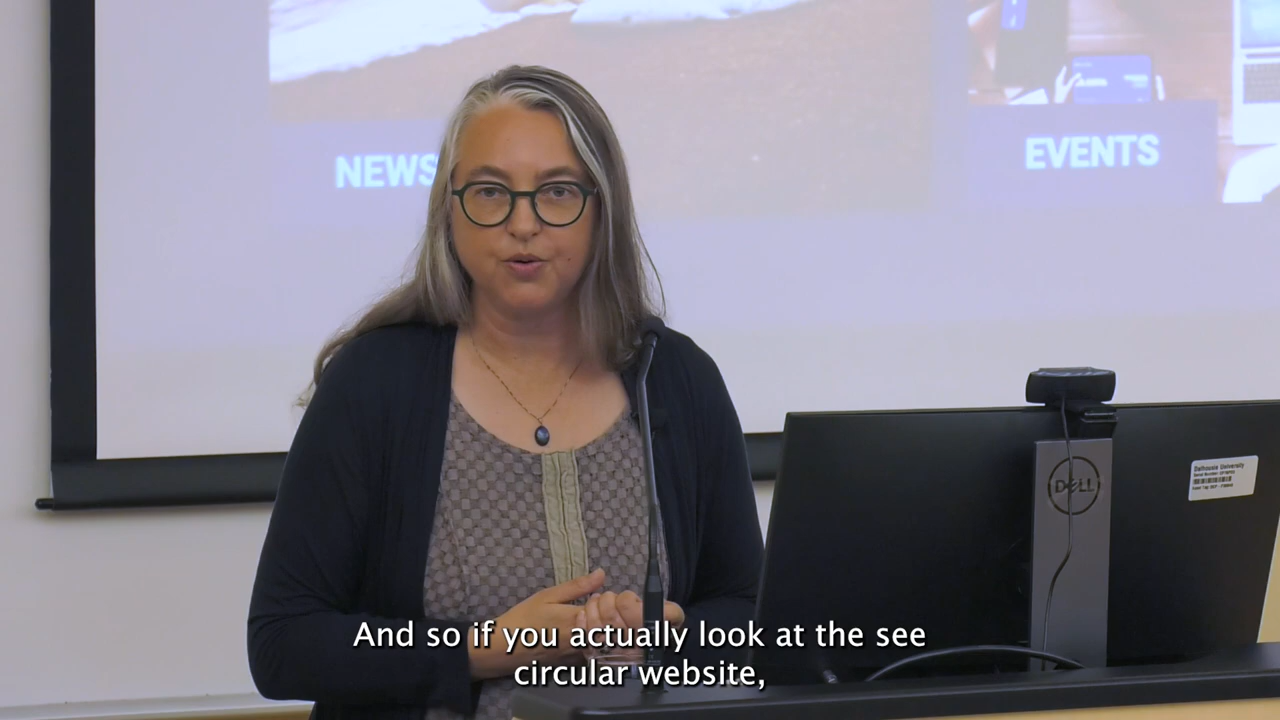 NEWS
EVENTS
DELL
Dalhousie University
And so if you actually look at the see
circular website,